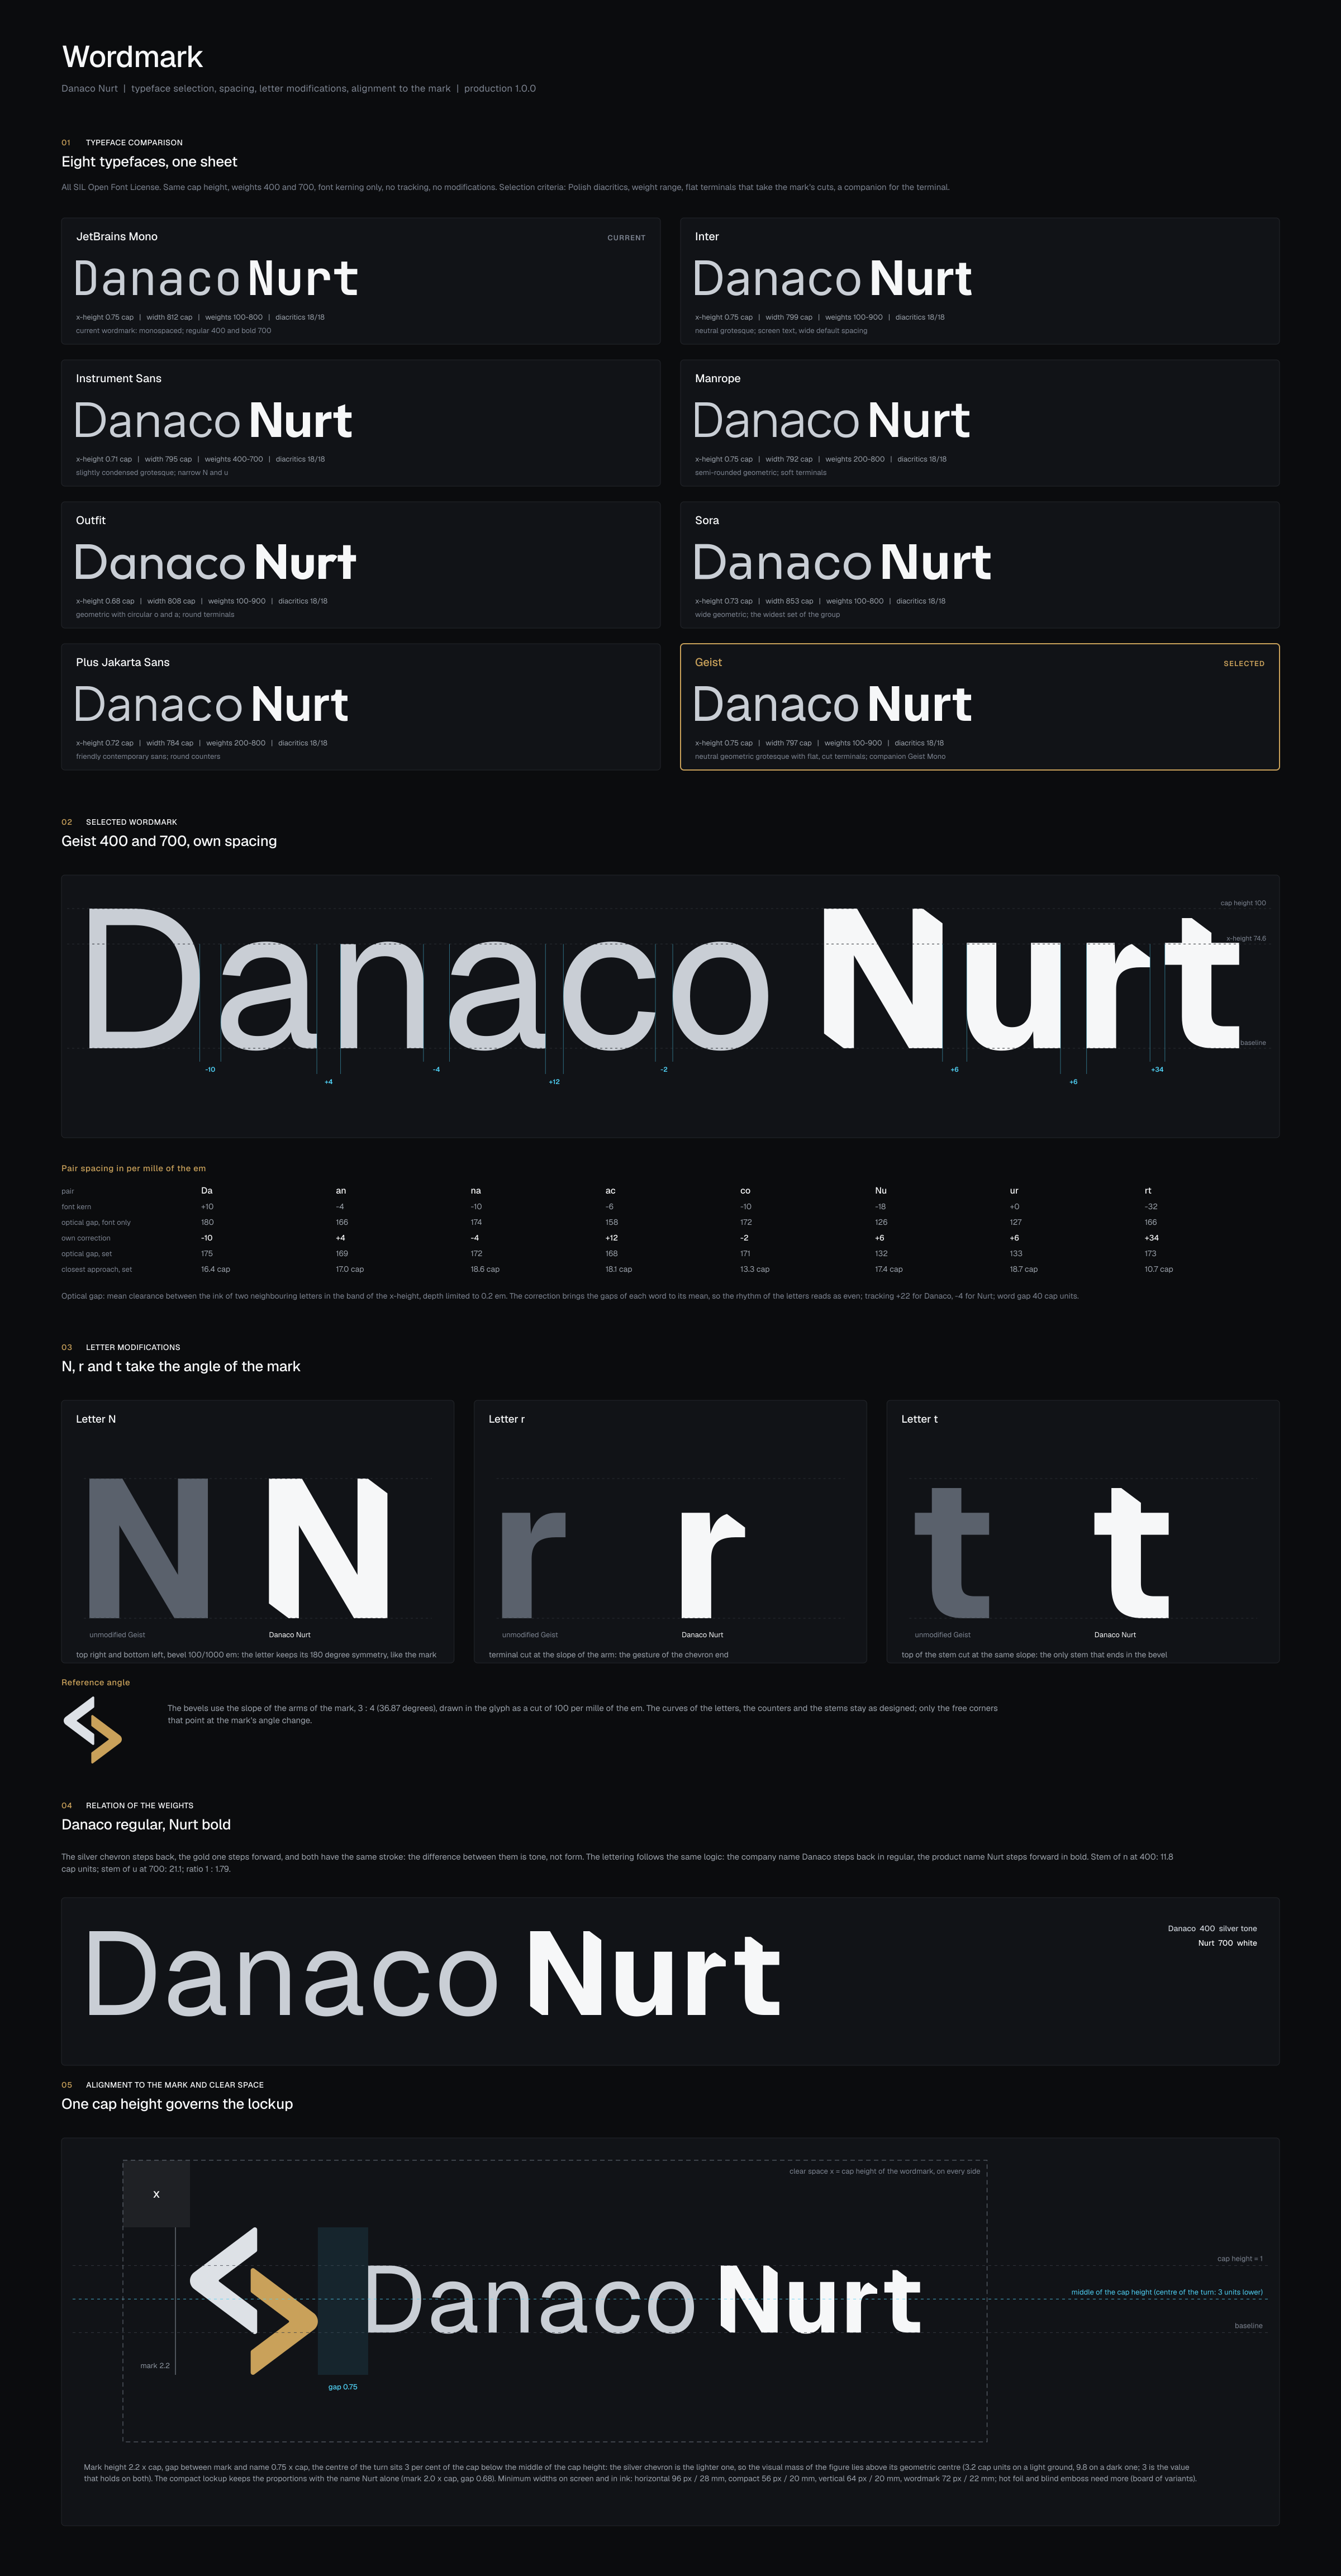 Wordmark
Danaco Nurt | typeface selection, spacing, letter modifications, alignment to the mark | production 1.0.0
01 TYPEFACE COMPARISON
Eight typefaces, one sheet
All SIL Open Font License. Same cap height, weights 400 and 700, font kerning only, no tracking, no modifications. Selection criteria: Polish diacritics, weight range, flat terminals that take the mark's cuts, a companion for the terminal.
JetBrains Mono
CURRENT
Danaco Nurt
x-height 0.75 cap | width 812 cap | weights 100-800 | diacritics 18/18
current wordmark: monospaced; regular 400 and bold 700
Inter
Danaco Nurt
x-height 0.75 cap | width 799 cap | weights 100-900 | diacritics 18/18
neutral grotesque; screen text, wide default spacing
Instrument Sans
Danaco Nurt
x-height 0.71 cap | width 795 cap | weights 400-700 | diacritics 18/18
slightly condensed grotesque; narrow N and u
Manrope
Danaco Nurt
x-height 0.75 cap | width 792 cap | weights 200-800 | diacritics 18/18
semi-rounded geometric; soft terminals
Outfit
Danaco Nurt
x-height 0.68 cap | width 808 cap | weights 100-900 | diacritics 18/18
geometric with circular o and a; round terminals
Sora
Danaco Nurt
x-height 0.73 cap | width 853 cap | weights 100-800 | diacritics 18/18
wide geometric; the widest set of the group
Plus Jakarta Sans
Danaco Nurt
x-height 0.72 cap | width 784 cap | weights 200-800 | diacritics 18/18
friendly contemporary sans; round counters
Geist
SELECTED
Danaco Nurt
x-height 0.75 cap | width 797 cap | weights 100-900 | diacritics 18/18
neutral geometric grotesque with flat, cut terminals; companion Geist Mono
02 SELECTED WORDMARK
Geist 400 and 700, own spacing
cap height 100
x-height 74.6
Danaco Nurt
baseline
-10 -4 -2 +6 +34
+4 +12 +6
Pair spacing in per mille of the em
pair Da an na ac co Nu ur rt
font kern +10 -4 -10 -6 -10 -18 +0 -32
optical gap, font only 180 166 174 158 172 126 127 166
own correction -10 +4 -4 +12 -2 +6 +6 +34
optical gap, set 175 169 172 168 171 132 133 173
closest approach, set 16.4 cap 17.0 cap 18.6 cap 18.1 cap 13.3 cap 17.4 cap 18.7 cap 10.7 cap
Optical gap: mean clearance between the ink of two neighbouring letters in the band of the x-height, depth limited to 0.2 em. The correction brings the gaps of each word to its mean, so the rhythm of the letters reads as even; tracking +22 for Danaco, -4 for Nurt; word gap 40 cap units.
03 LETTER MODIFICATIONS
N, r and t take the angle of the mark
Letter N
N N
unmodified Geist Danaco Nurt
top right and bottom left, bevel 100/1000 em: the letter keeps its 180 degree symmetry, like the mark
Letter r
r r
unmodified Geist Danaco Nurt
terminal cut at the slope of the arm: the gesture of the chevron end
Letter t
t t
unmodified Geist Danaco Nurt
top of the stem cut at the same slope: the only stem that ends in the bevel
Reference angle
The bevels use the slope of the arms of the mark, 3 : 4 (36.87 degrees), drawn in the glyph as a cut of 100 per mille of the em. The curves of the letters, the counters and the stems stay as designed; only the free corners
that point at the mark's angle change.
04 RELATION OF THE WEIGHTS
Danaco regular, Nurt bold
The silver chevron steps back, the gold one steps forward, and both have the same stroke: the difference between them is tone, not form. The lettering follows the same logic: the company name Danaco steps back in regular, the product name Nurt steps forward in bold. Stem of n at 400: 11.8
cap units; stem of u at 700: 21.1; ratio 1 : 1.79.
Danaco Nurt
Danaco 400 silver tone
Nurt 700 white
05 ALIGNMENT TO THE MARK AND CLEAR SPACE
One cap height governs the lockup
clear space x = cap height of the wordmark, on every side
x
cap height = 1
Danaco Nurt
middle of the cap height (centre of the turn: 3 units lower)
baseline
mark 2.2
gap 0.75
Mark height 2.2 x cap, gap between mark and name 0.75 x cap, the centre of the turn sits 3 per cent of the cap below the middle of the cap height: the silver chevron is the lighter one, so the visual mass of the figure lies above its geometric centre (3.2 cap units on a light ground, 9.8 on a dark one; 3 is the value
that holds on both). The compact lockup keeps the proportions with the name Nurt alone (mark 2.0 x cap, gap 0.68). Minimum widths on screen and in ink: horizontal 96 px / 28 mm, compact 56 px / 20 mm, vertical 64 px / 20 mm, wordmark 72 px / 22 mm; hot foil and blind emboss need more (board of variants).